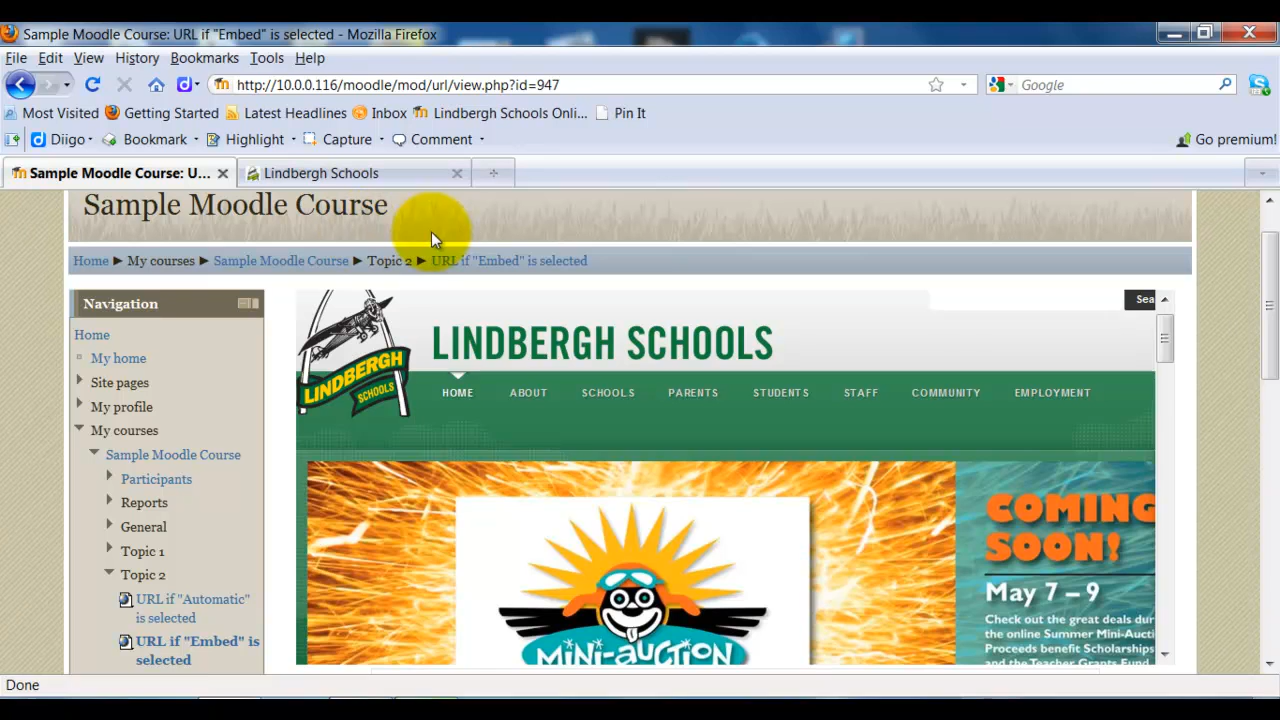 Sample Moodle Course: URL if "Embed" is selected - Mozilla Firefox
File Edit View History Bookmarks Tools Help
http://10.0.0.116/moodle/mod/url/view.php?id=947
Google
Most Visited Getting Started Latest Headlines Inbox Lindbergh Schools Onli... Pin It
Diigo Bookmark Highlight Capture Comment Go premium!
Sample Moodle Course: U... Lindbergh Schools
Sample Moodle Course
Home ► My courses ► Sample Moodle Course ► Topic 2 ► URL if "Embed" is selected
Navigation
Home
My home
Site pages
My profile
My courses
Sample Moodle Course
Participants
Reports
General
Topic 1
Topic 2
URL if "Automatic"
is selected
URL if "Embed" is
selected
Sea
LINDBERGH
SCHOOLS
LINDBERGH SCHOOLS
HOME ABOUT SCHOOLS PARENTS STUDENTS STAFF COMMUNITY EMPLOYMENT
MINI-AUCTION
COMING
SOON!
May 7 – 9
Check out the great deals dur
the online Summer Mini-Aucti
Proceeds benefit Scholarships
and the Teacher Grants Fund
Done